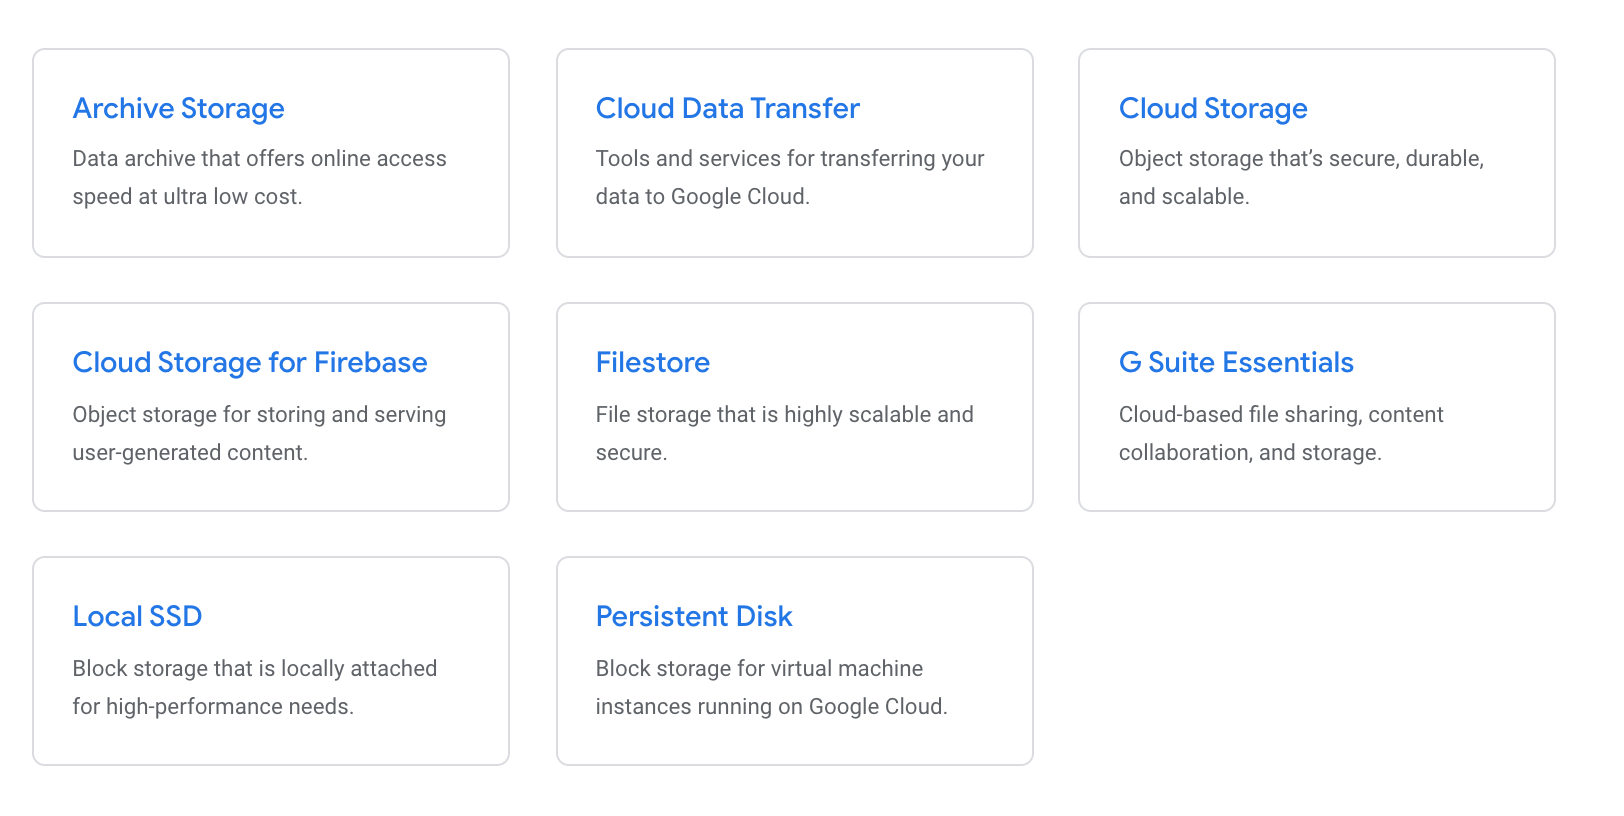 Archive Storage
Data archive that offers online access
speed at ultra low cost.
Cloud Data Transfer
Tools and services for transferring your
data to Google Cloud.
Cloud Storage
Object storage that’s secure, durable,
and scalable.
Cloud Storage for Firebase
Object storage for storing and serving
user-generated content.
Filestore
File storage that is highly scalable and
secure.
G Suite Essentials
Cloud-based file sharing, content
collaboration, and storage.
Local SSD
Block storage that is locally attached
for high-performance needs.
Persistent Disk
Block storage for virtual machine
instances running on Google Cloud.